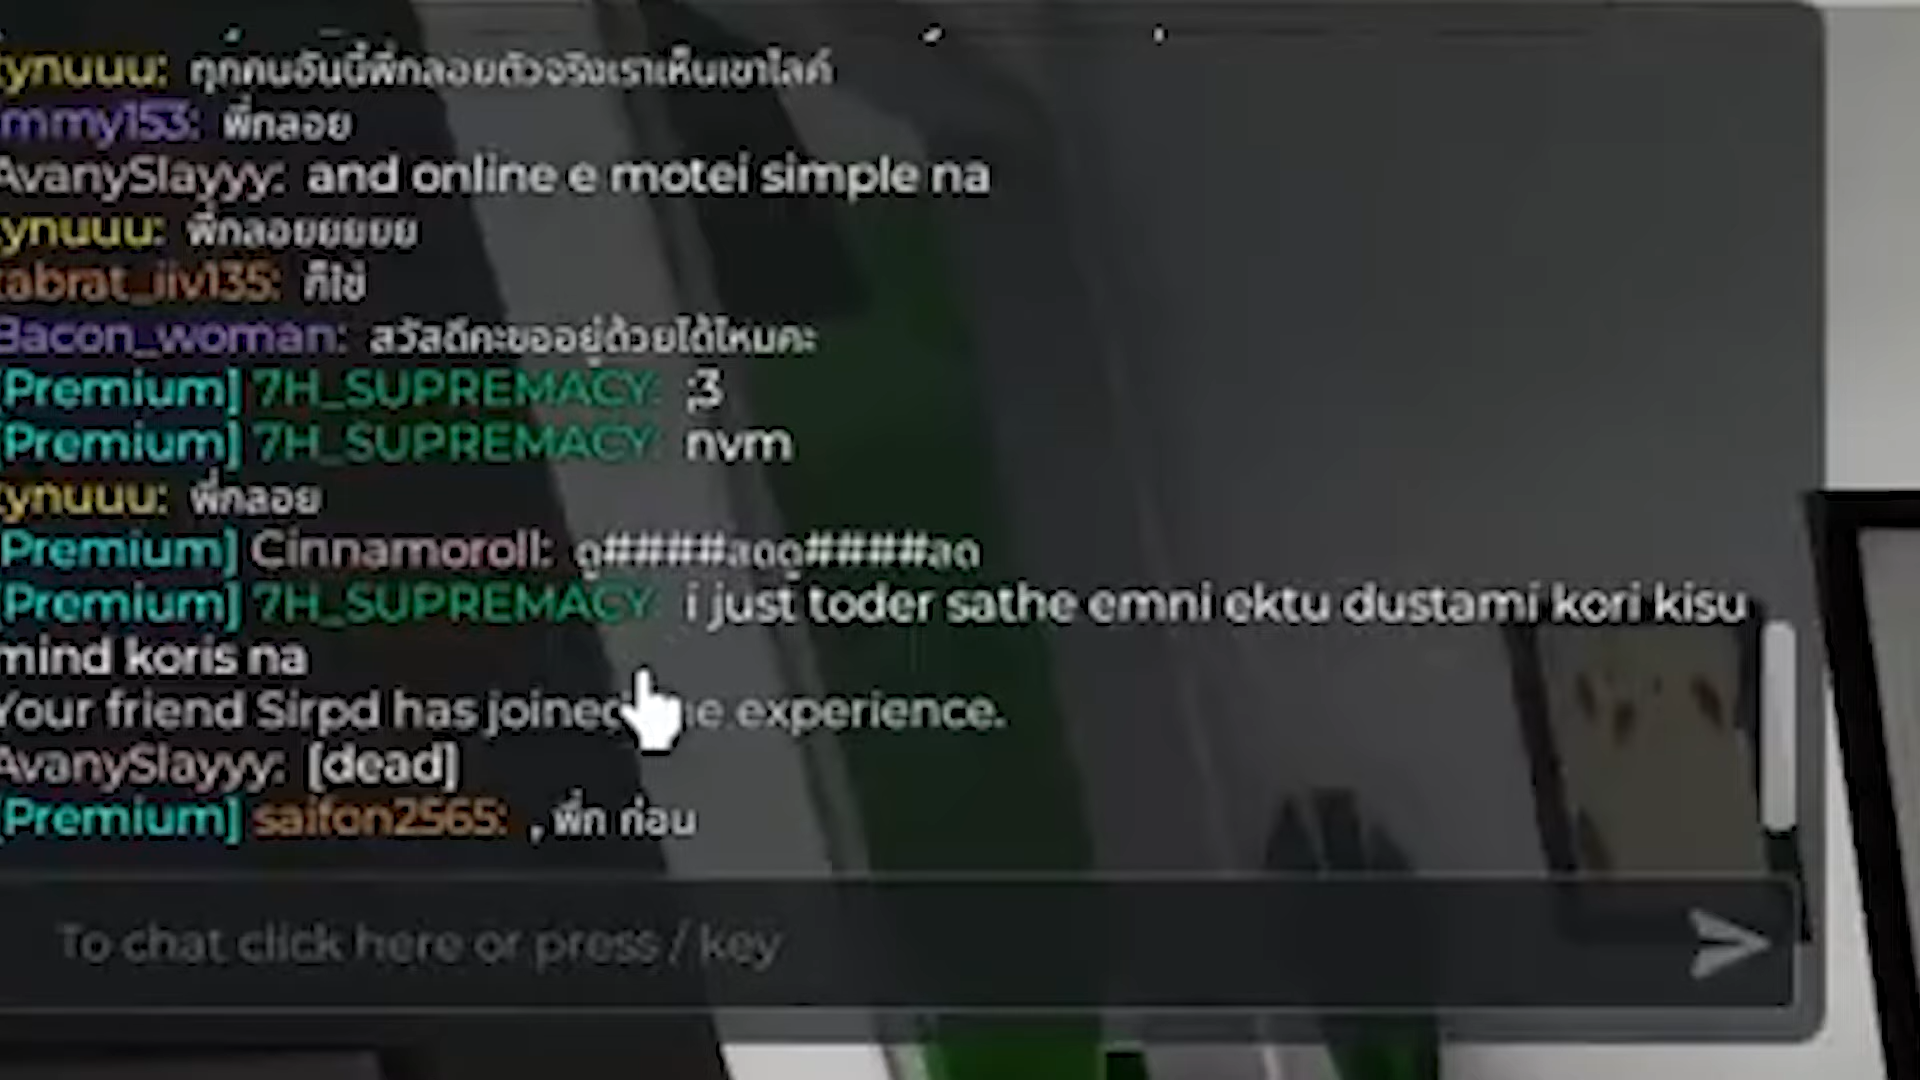 ynuuu: ทุกคนอันนี้พี่กลอยตัวจริงเราเห็นเขาไลค์
mmy153: พี่กลอย
AvanySlayyy: and online e motei simple na
ynuuu: พี่กลอยยยยย
abrat_iiv135: ก็ใช่
Bacon_woman: สวัสดีคะขออยู่ด้วยได้ไหมคะ
[Premium] 7H_SUPREMACY: ;3
[Premium] 7H_SUPREMACY: nvm
ynuuu: พี่กลอย
[Premium] Cinnamoroll: ดู####สดดู####สด
[Premium] 7H_SUPREMACY: i just toder sathe emni ektu dustami kori kisu
mind koris na
Your friend Sirpd has joined experience.
AvanySlayyy: [dead]
[Premium] saifon2565: , พี่ก ก่อน
To chat click here or press / key